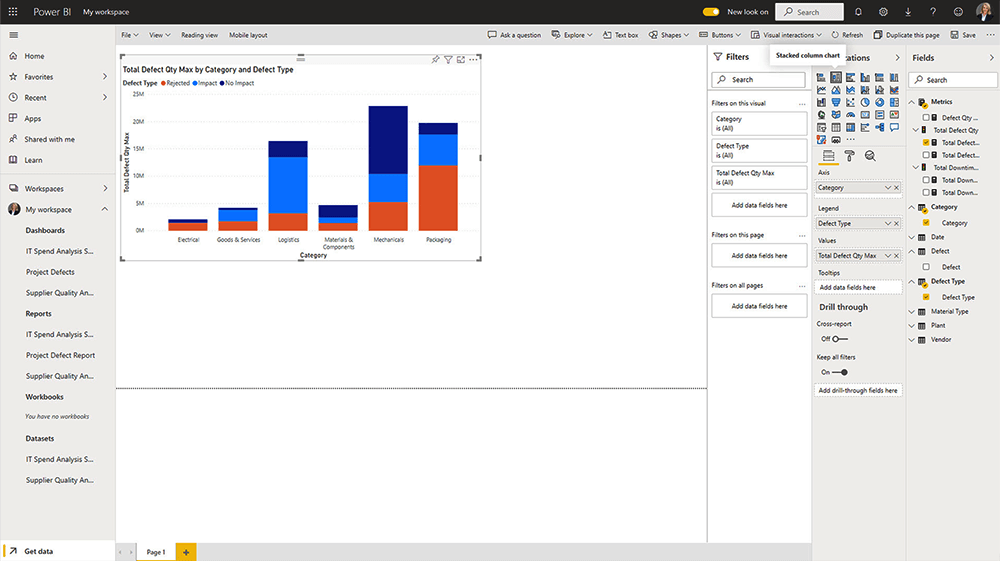 Power BI My workspace
New look on
Search
Home
Favorites
Recent
Apps
Shared with me
Learn
Workspaces
My workspace
Dashboards
IT Spend Analysis S...
Project Defects
Supplier Quality An...
Reports
IT Spend Analysis S...
Project Defect Report
Supplier Quality An...
Workbooks
You have no workbooks
Datasets
IT Spend Analysis S...
Supplier Quality An...
Get data
File
View
Reading view
Mobile layout
Ask a question
Explore
Text box
Shapes
Buttons
Visual interactions
Refresh
Duplicate this page
Save
Stacked column chart
Total Defect Qty Max by Category and Defect Type
Defect Type Rejected Impact No Impact
Total Defect Qty Max
25M
20M
15M
10M
5M
0M
Electrical
Goods & Services
Logistics
Materials &
Components
Mechanicals
Packaging
Category
Page 1
Filters
Search
Filters on this visual
Category
is (All)
Defect Type
is (All)
Total Defect Qty Max
is (All)
Add data fields here
Filters on this page
Add data fields here
Filters on all pages
Add data fields here
zations
Axis
Category
Legend
Defect Type
Values
Total Defect Qty Max
Tooltips
Add data fields here
Drill through
Cross-report
Off
Keep all filters
On
Add drill-through fields here
Fields
Search
Metrics
Defect Qty ...
Total Defect Qty
Total Defect...
Total Defect...
Total Downtim...
Total Down...
Total Down...
Category
Category
Date
Defect
Defect
Defect Type
Defect Type
Material Type
Plant
Vendor